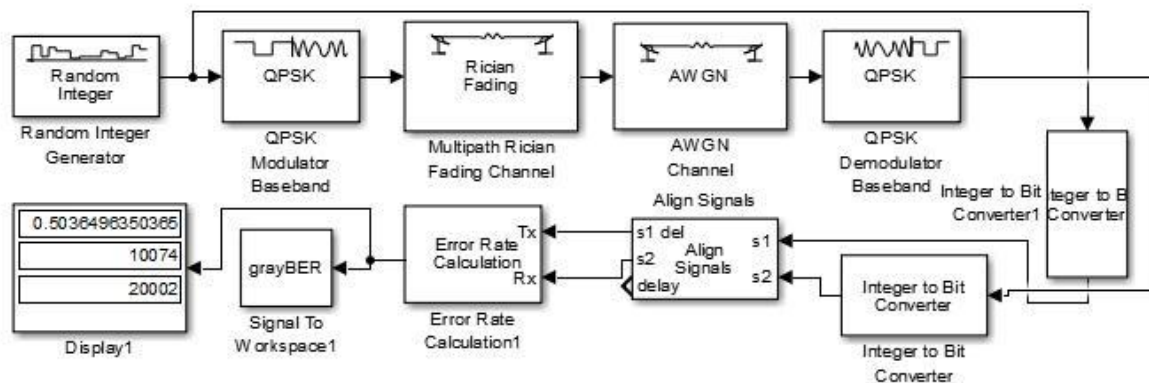 Random
Integer
Random Integer
Generator
QPSK
QPSK
Modulator
Baseband
Rician
Fading
Multipath Rician
Fading Channel
AWGN
AWGN
Channel
QPSK
QPSK
Demodulator
Baseband
Integer to Bit
Converter1
teger to B
Converter
0.5036496350365
10074
20002
Display1
grayBER
Signal To
Workspace1
Tx
Rx
Error Rate
Calculation
Error Rate
Calculation1
Align Signals
s1 del
s2
delay
Align
Signals
s1
s2
Integer to Bit
Converter
Integer to Bit
Converter